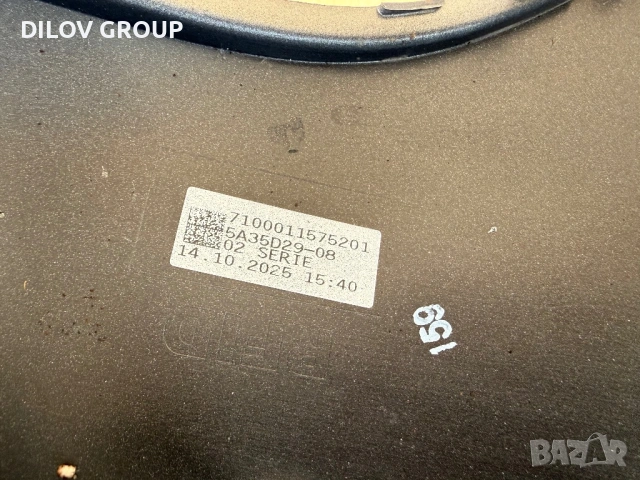 DILOV GROUP
7100011575201
5A35D29-08
02 SERIE
14.10.2025 15:40
159
BAZAR